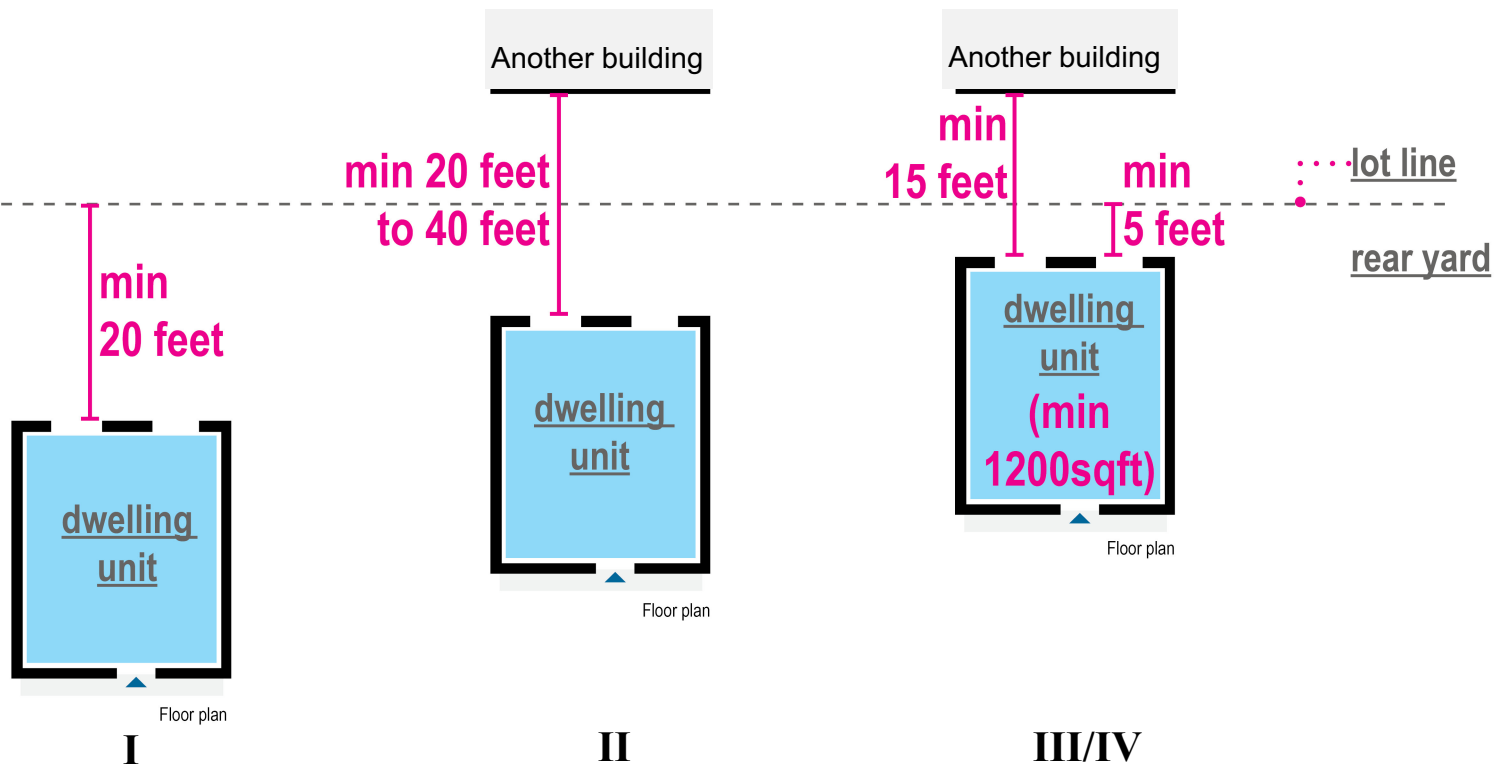 Another building
Another building
min 20 feet
to 40 feet
min
15 feet
min
5 feet
lot line
rear yard
min
20 feet
dwelling
unit
dwelling
unit
dwelling
unit
(min
1200sqft)
Floor plan
Floor plan
Floor plan
I
II
III/IV